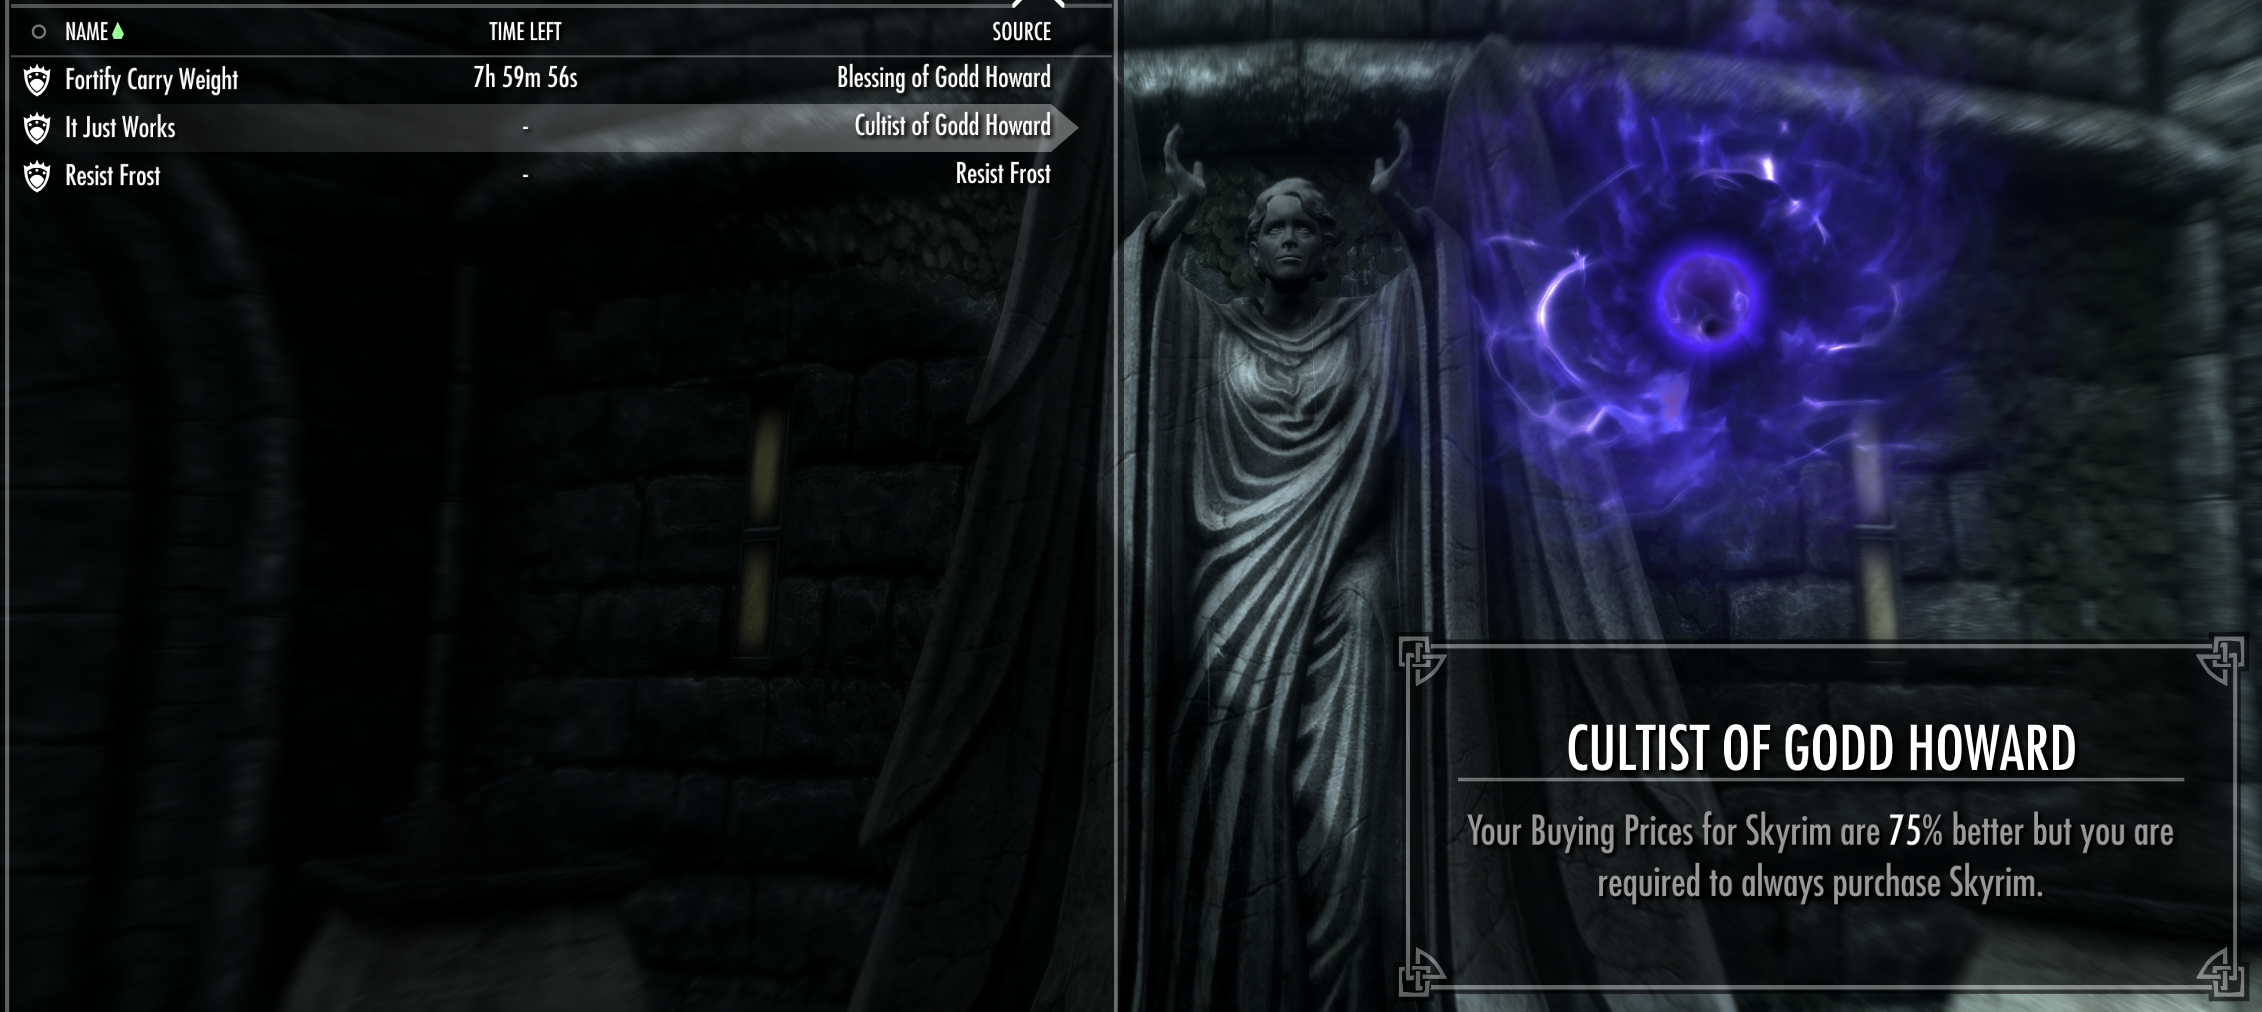 NAME TIME LEFT SOURCE
Fortify Carry Weight 7h 59m 56s Blessing of Godd Howard
It Just Works - Cultist of Godd Howard
Resist Frost - Resist Frost
CULTIST OF GODD HOWARD
Your Buying Prices for Skyrim are 75% better but you are
required to always purchase Skyrim.